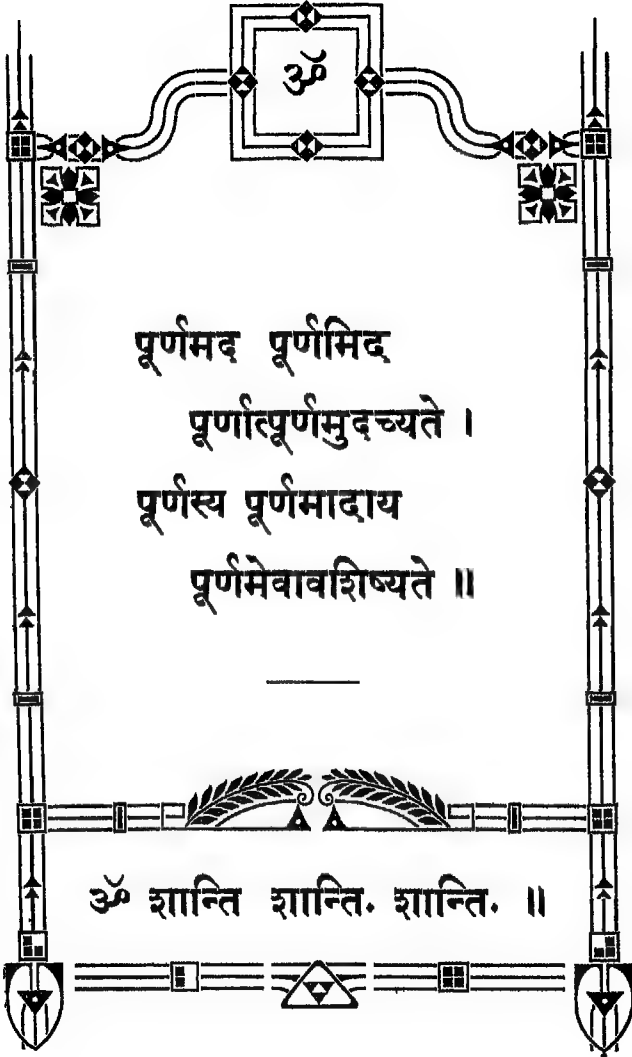 ॐ
पूर्णमद पूर्णमिद
पूर्णात्पूर्णमुदच्यते ।
पूर्णस्य पूर्णमादाय
पूर्णमेवावशिष्यते ॥
ॐ शान्ति शान्ति. शान्ति. ॥